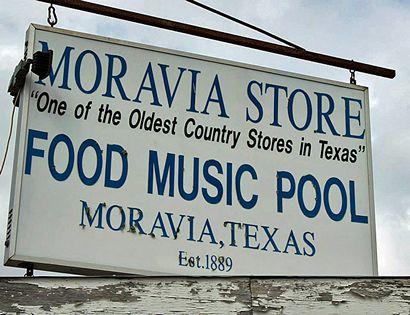 MORAVIA STORE
"One of the Oldest Country Stores in Texas"
FOOD MUSIC POOL
MORAVIA, TEXAS
Est. 1889